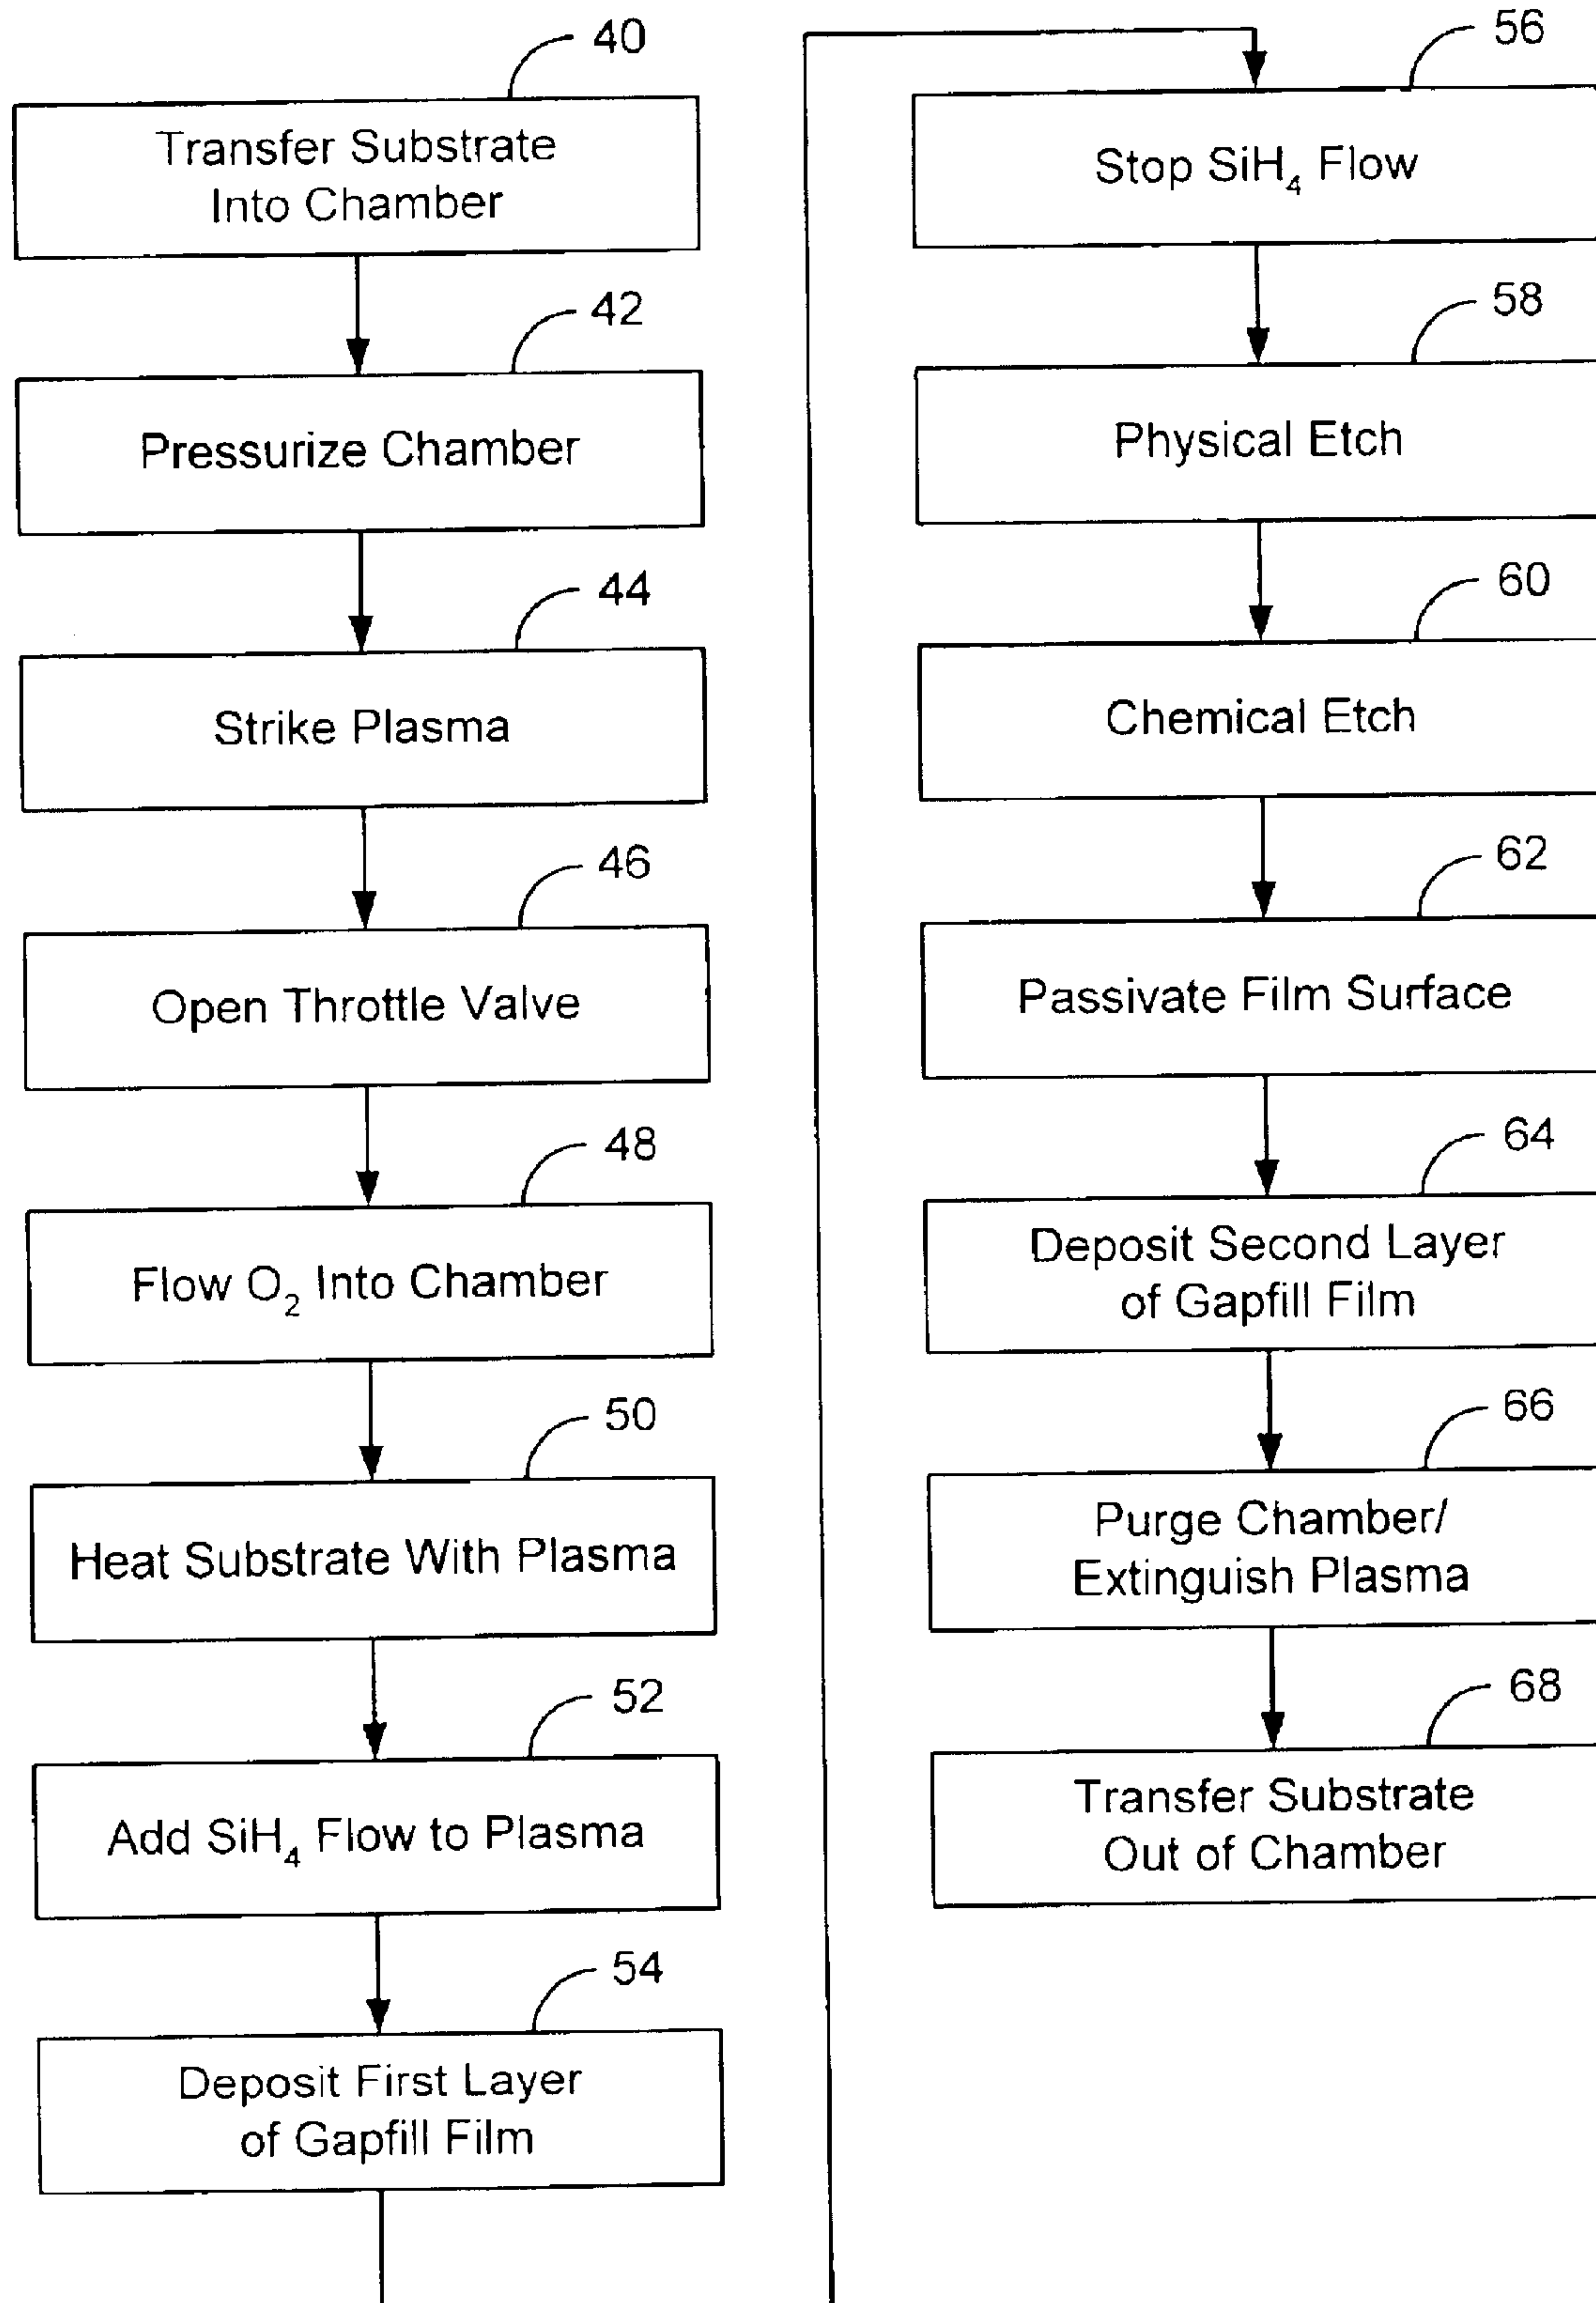 40
Transfer Substrate
Into Chamber
42
Pressurize Chamber
44
Strike Plasma
46
Open Throttle Valve
48
Flow O₂ Into Chamber
50
Heat Substrate With Plasma
52
Add SiH₄ Flow to Plasma
54
Deposit First Layer
of Gapfill Film
56
Stop SiH₄ Flow
58
Physical Etch
60
Chemical Etch
62
Passivate Film Surface
64
Deposit Second Layer
of Gapfill Film
66
Purge Chamber/
Extinguish Plasma
68
Transfer Substrate
Out of Chamber